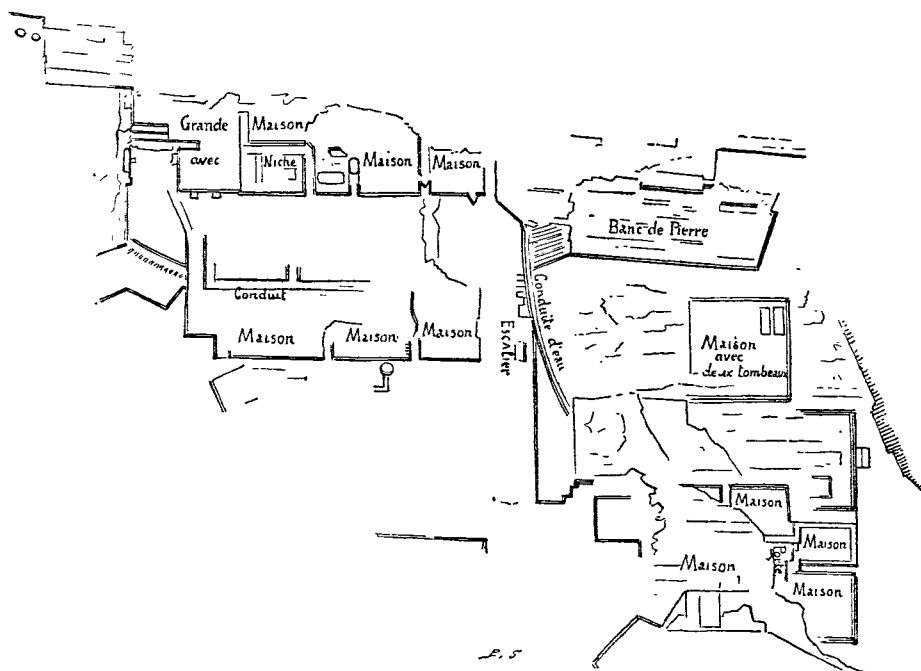 Grande Maison
avec Niche
Maison
Maison
Banc de Pierre
Conduit
Conduite d'eau
Maison
Maison
Maison
Escalier
Maison
avec
deux tombeaux
Maison
Maison
Porte
Maison
Maison
E. S